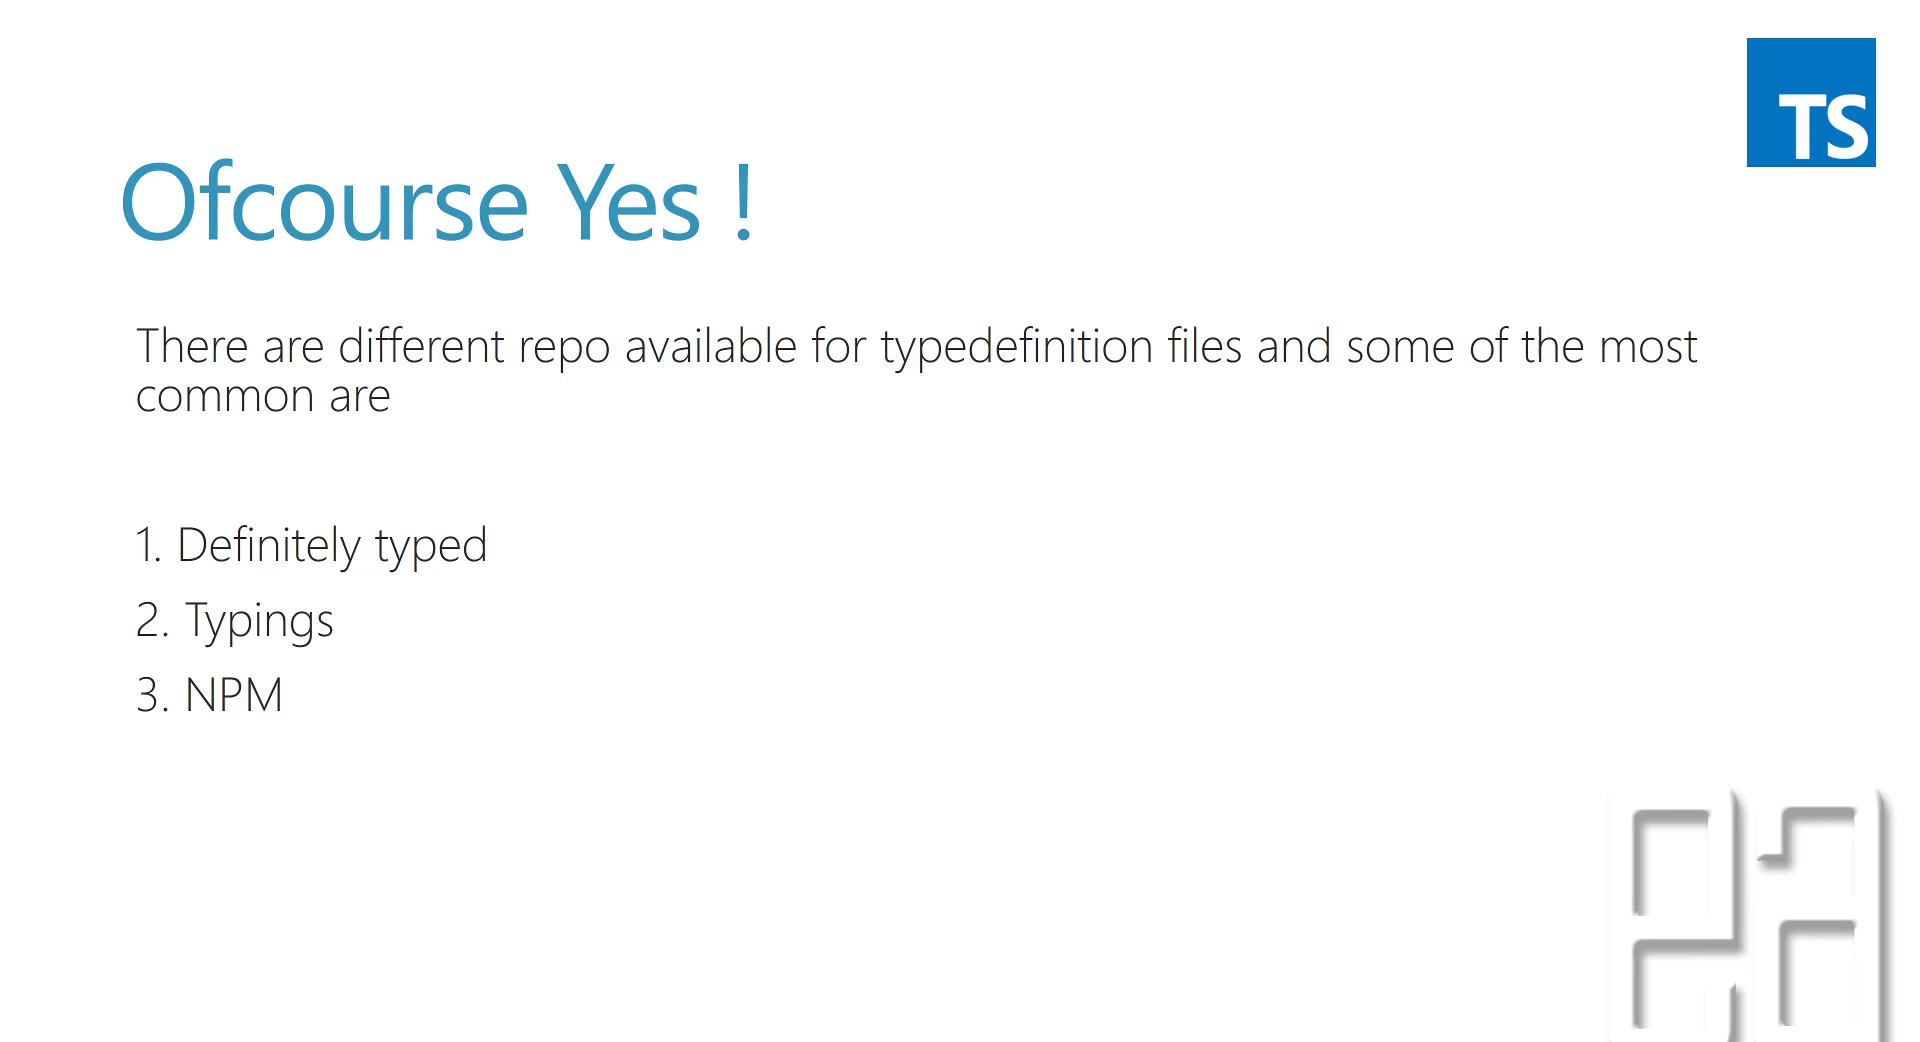 TS
Ofcourse Yes !
There are different repo available for typedefinition files and some of the most
common are
1. Definitely typed
2. Typings
3. NPM